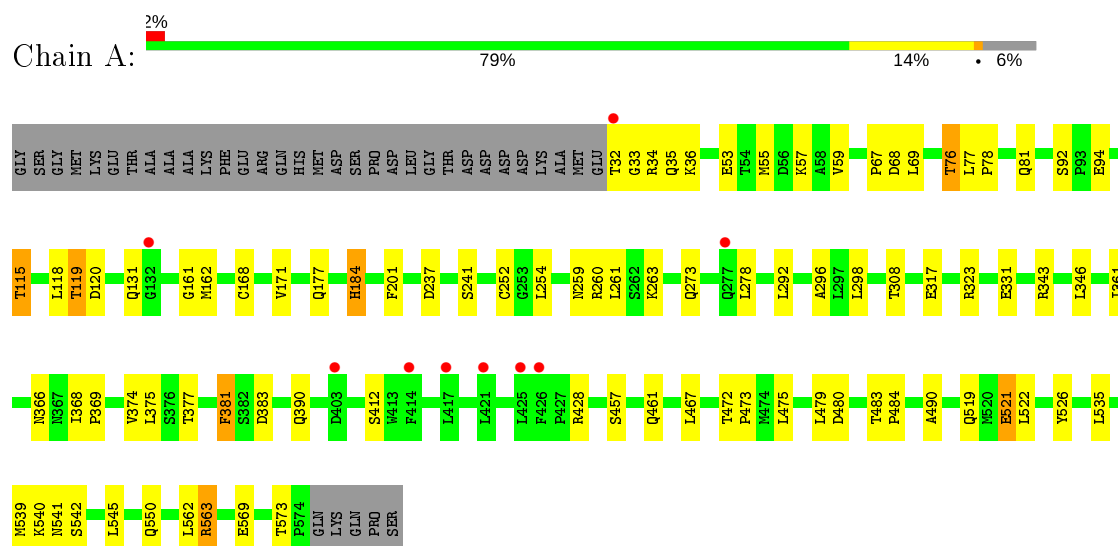 2%
Chain A:
79% 14% • 6%
GLY SER GLY MET LYS GLU THR ALA ALA ALA LYS PHE GLU ARG GLN HIS MET ASP SER PRO ASP LEU GLY THR ASP ASP ASP ASP LYS ALA MET GLU T32 G33 R34 Q35 K36 E53 T54 M55 D56 K57 A58 V59 P67 D68 L69 T76 L77 P78 Q81 S92 P93 E94
T115 L118 T119 D120 Q131 G132 G161 M162 C168 V171 Q177 H184 F201 D237 S241 C252 G253 L254 N259 R260 L261 S262 K263 Q273 Q277 L278 L292 A296 L297 L298 T308 E317 R323 E331 R343 L346
N366 N367 I368 P369 V374 L375 S376 T377 F381 S382 D383 Q390 D403 S412 W413 F414 L417 L421 L425 F426 P427 R428 S457 Q461 L467 T472 P473 M474 L475 L479 D480 T483 P484 A490 Q519 M520 E521 L522 Y526 L535
M539 K540 N541 S542 L545 Q550 L562 R563 E569 T573 P574 GLN LYS GLN PRO SER